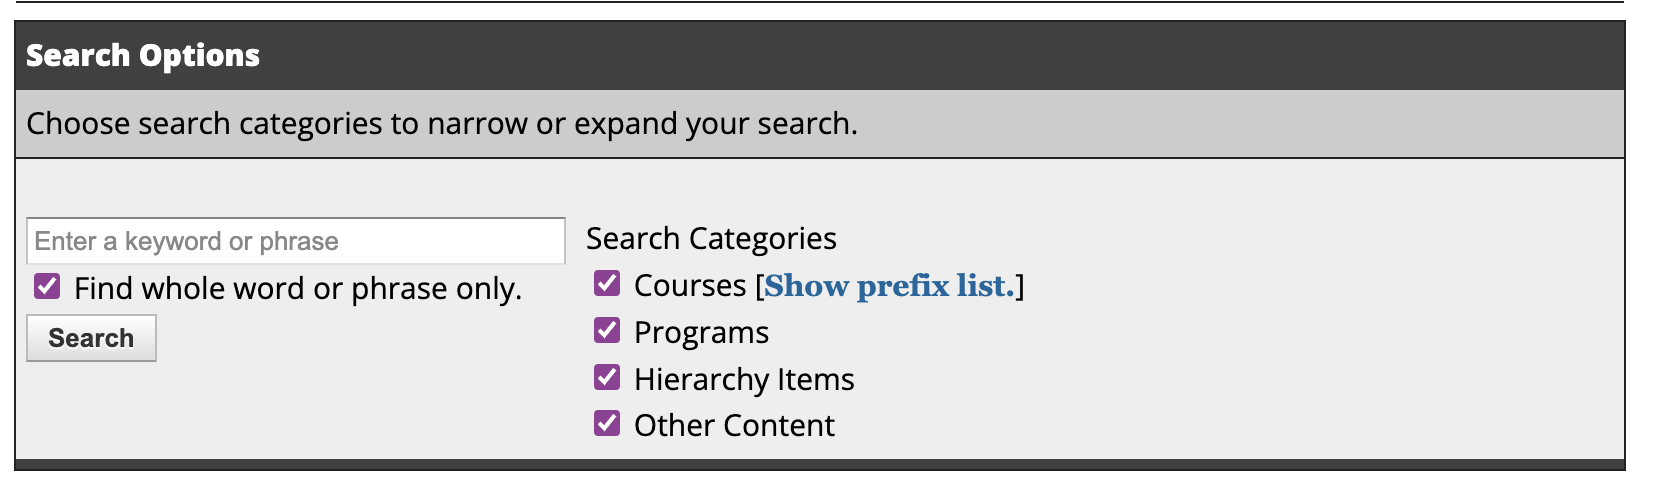 Search Options
Choose search categories to narrow or expand your search.
Enter a keyword or phrase
Find whole word or phrase only.
Search
Search Categories
Courses [Show prefix list.]
Programs
Hierarchy Items
Other Content